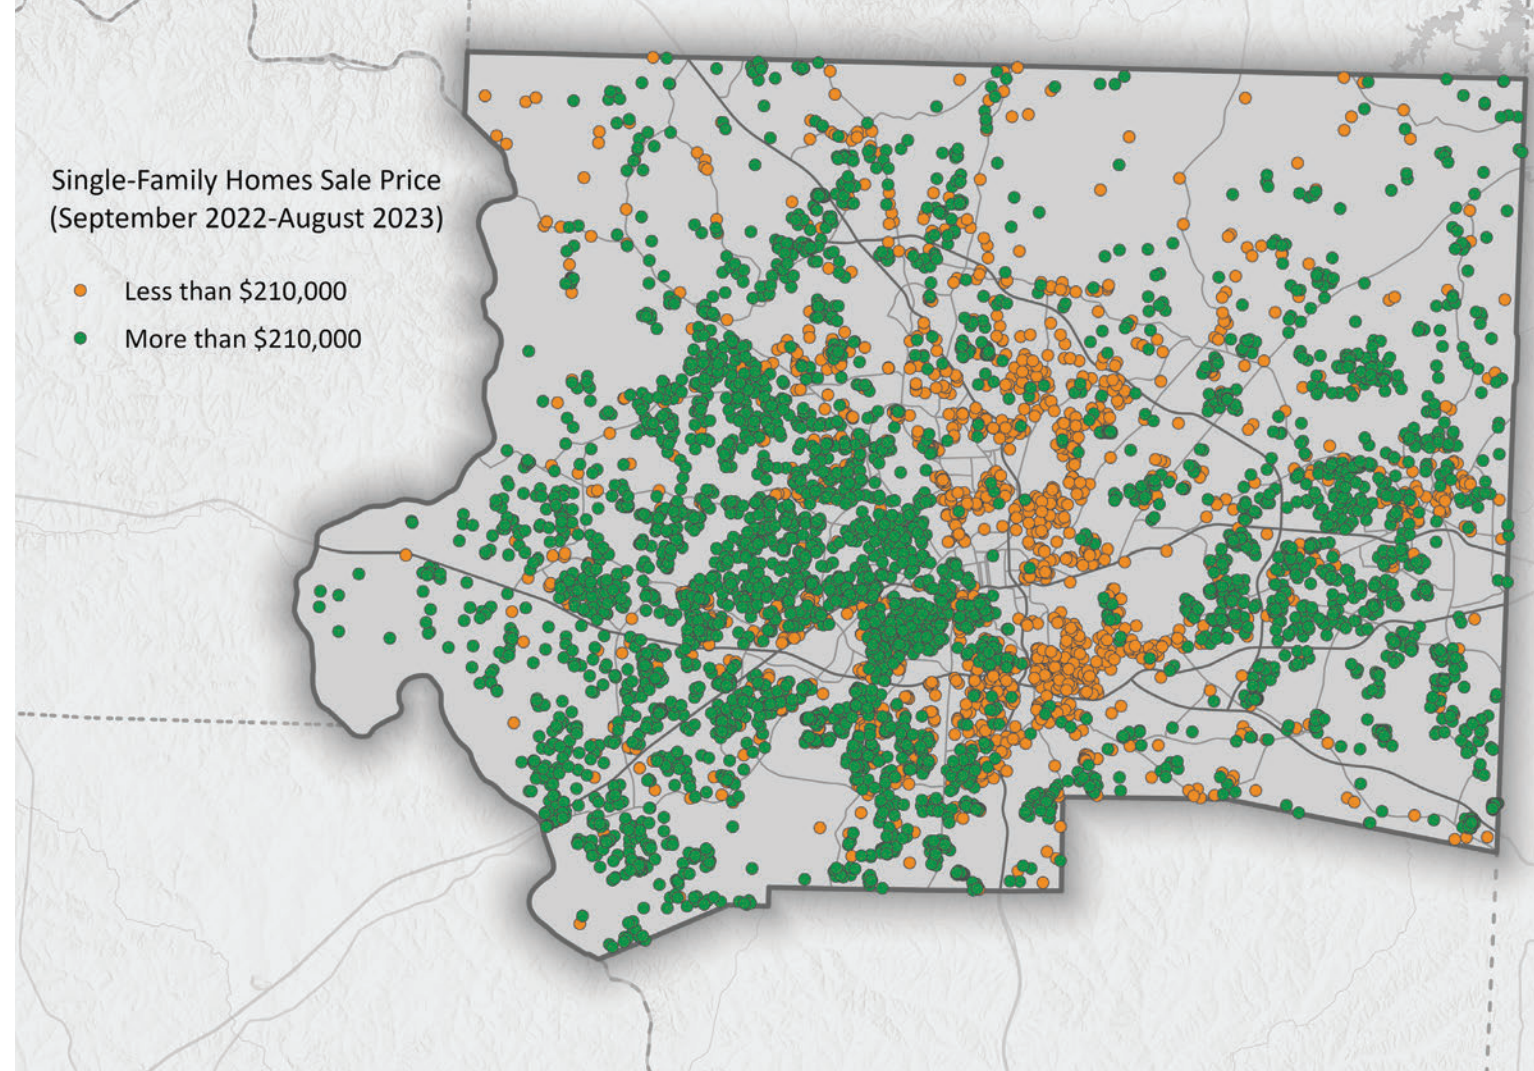 Single-Family Homes Sale Price
(September 2022-August 2023)
Less than $210,000
More than $210,000